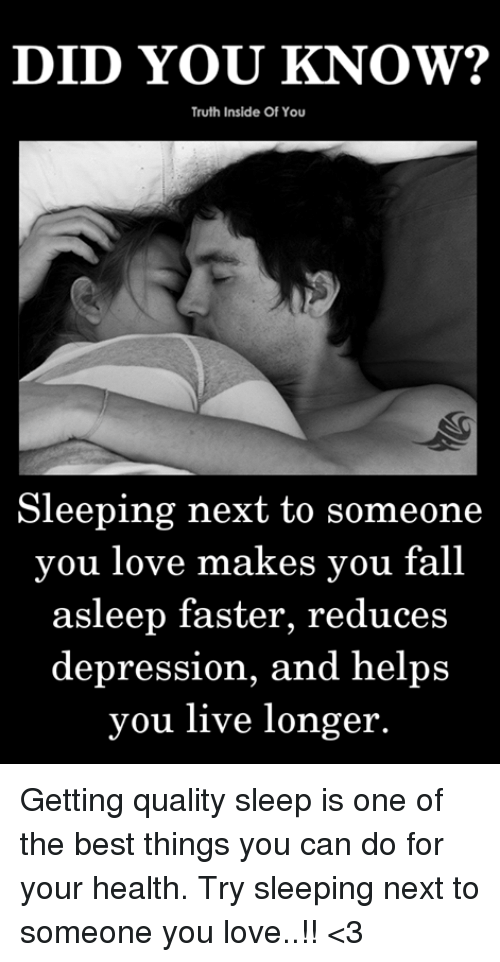 DID YOU KNOW?
Truth Inside Of You
Sleeping next to someone
you love makes you fall
asleep faster, reduces
depression, and helps
you live longer.
Getting quality sleep is one of
the best things you can do for
your health. Try sleeping next to
someone you love..!! <3